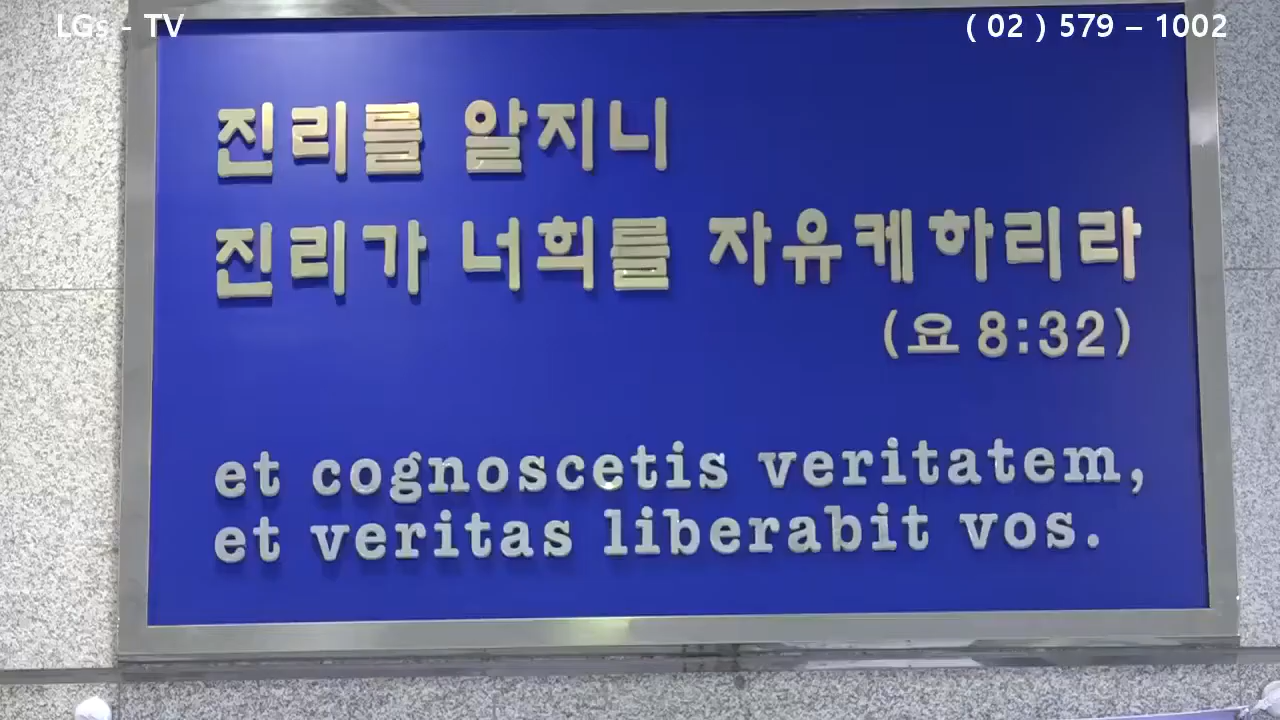 LGs - TV
( 02 ) 579 – 1002
진리를 알지니
진리가 너희를 자유케하리라
(요 8:32)
et cognoscetis veritatem,
et veritas liberabit vos.